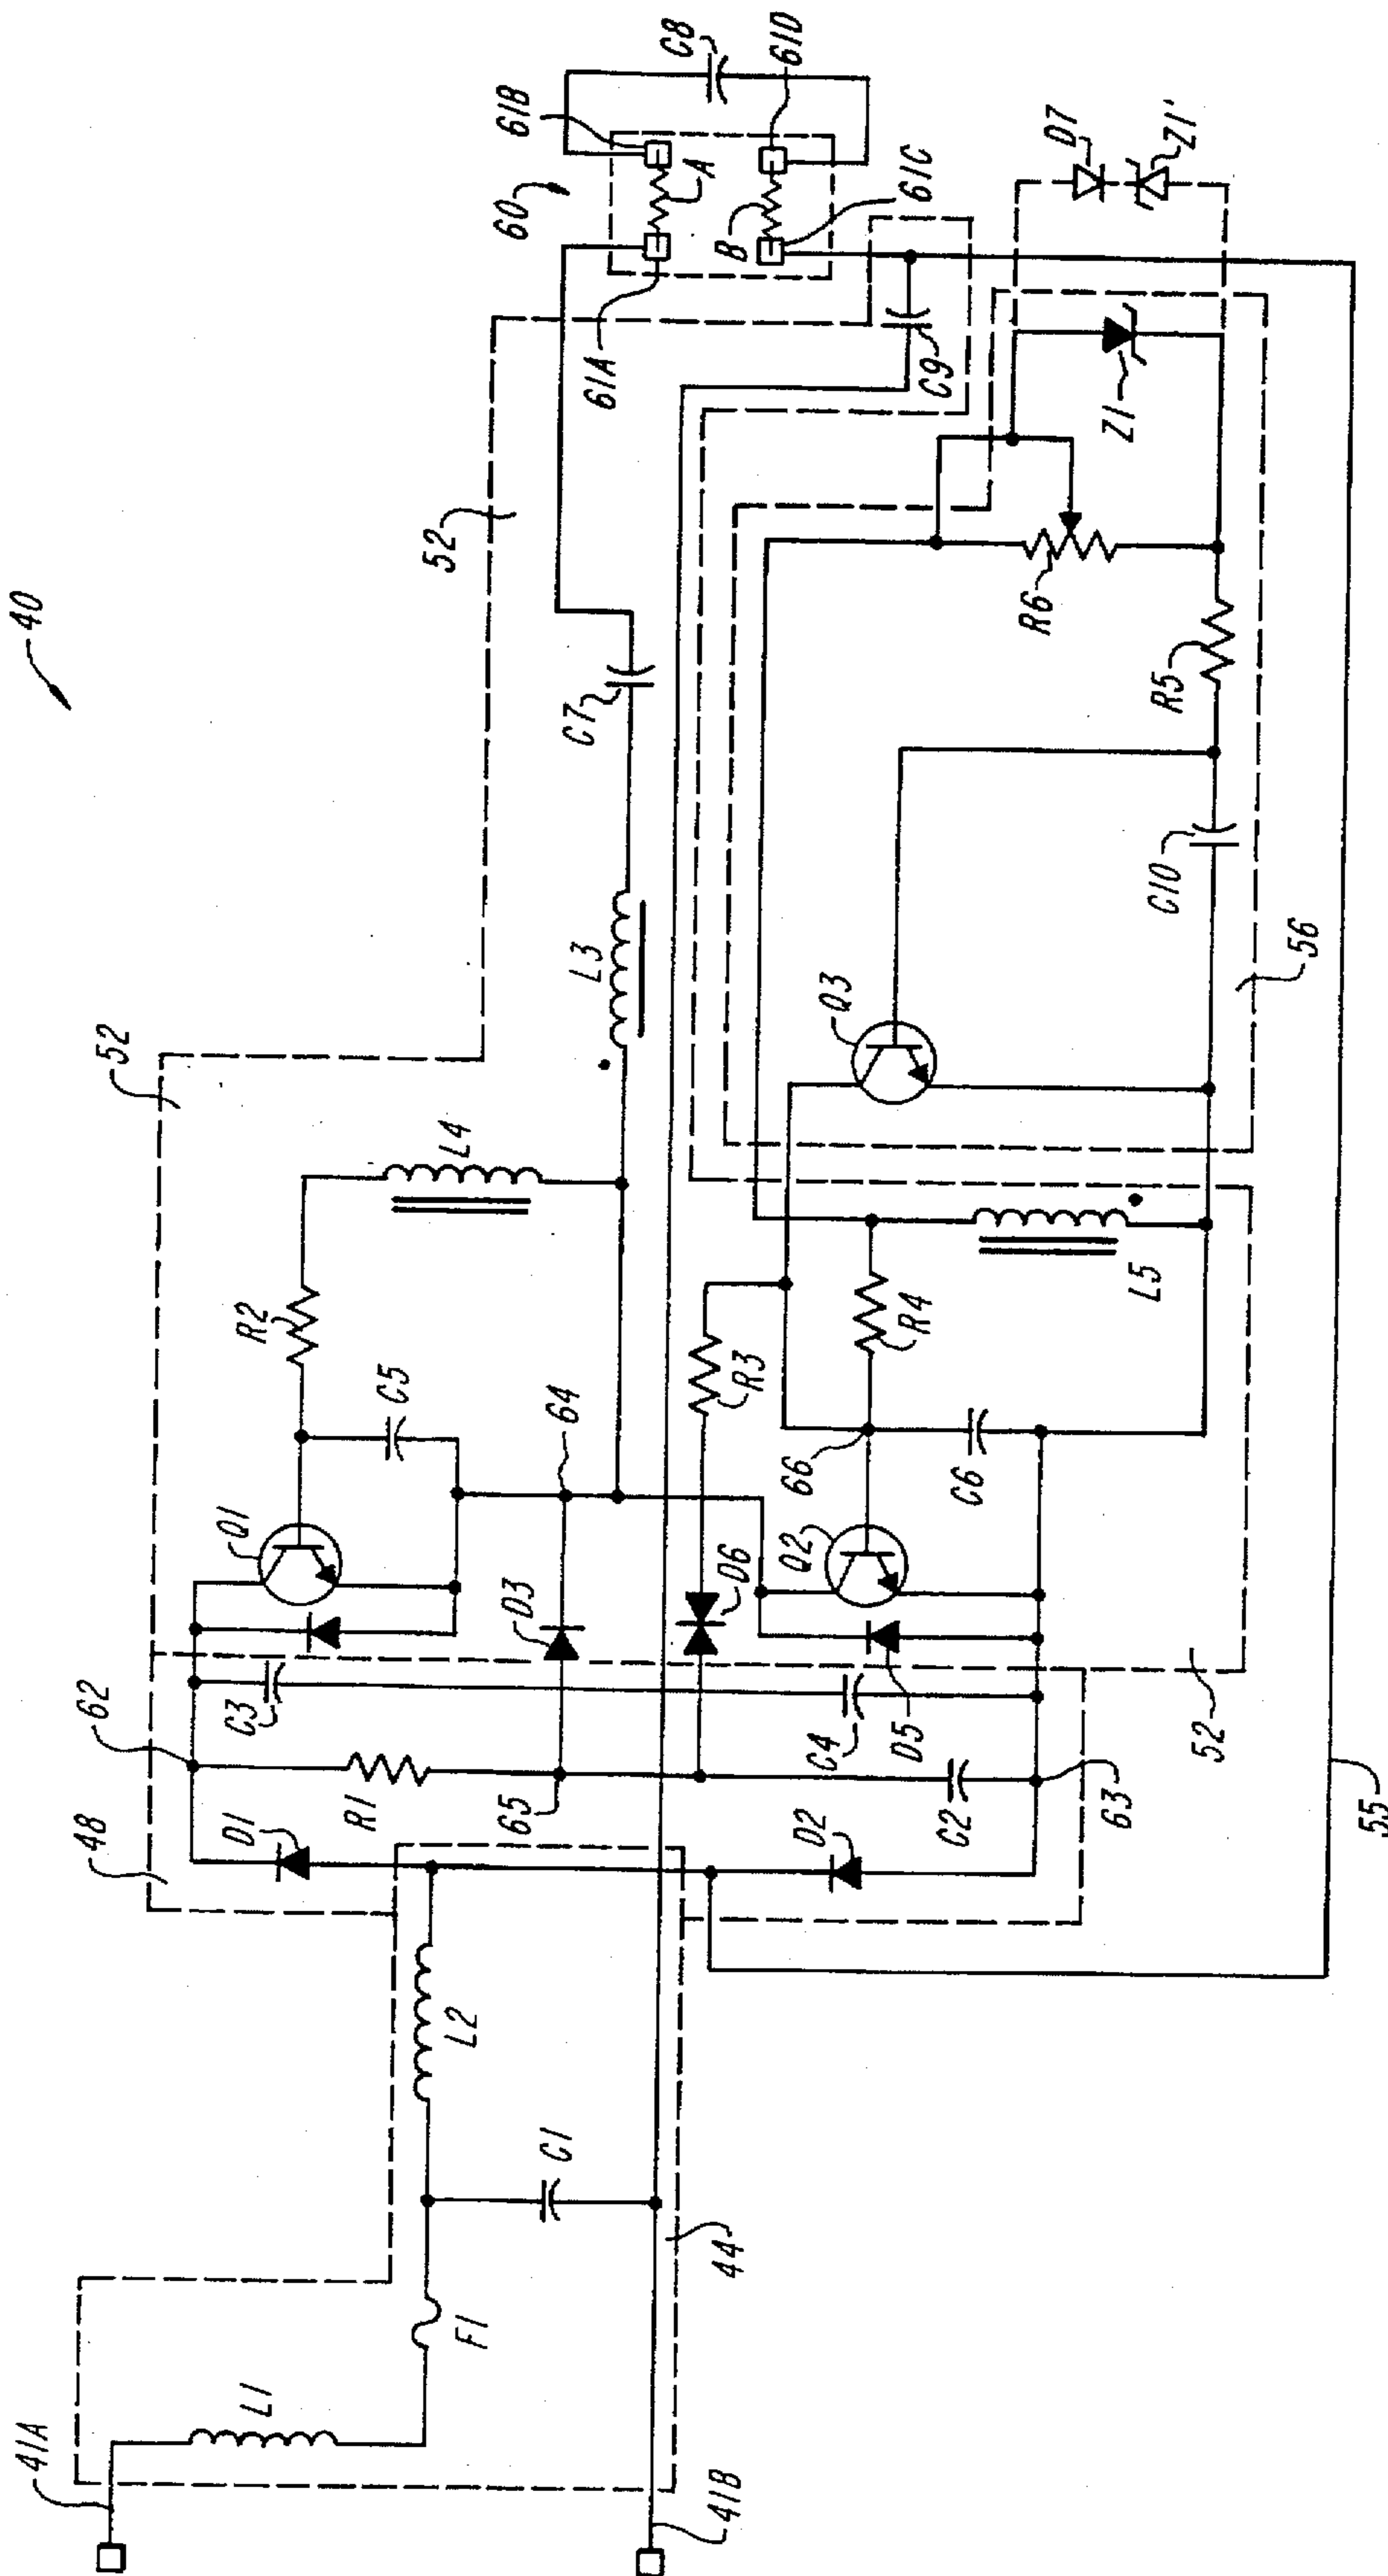 40
41A
L1
F1
41B
C1
44
L2
48
D1
62
R1
65
C3
D3
64
Q1
C5
R2
L4
52
L3
52
C7
61A
60
61B
A
B
61C
61D
C8
C9
D2
C2
63
C4
D5
52
D6
R3
Q2
66
C6
R4
L5
Q3
C10
56
R5
R6
Z1
D7
Z1'
55